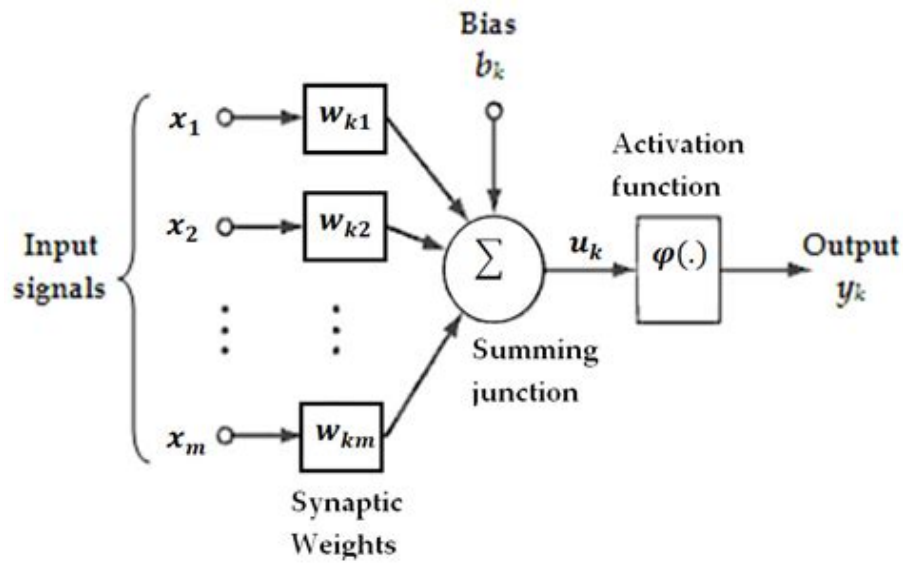 Bias
bₖ
x₁
wₖ₁
Activation
function
x₂
wₖ₂
Input
signals
Σ
uₖ
φ(.)
Output
yₖ
Summing
junction
xₘ
wₖₘ
Synaptic
Weights